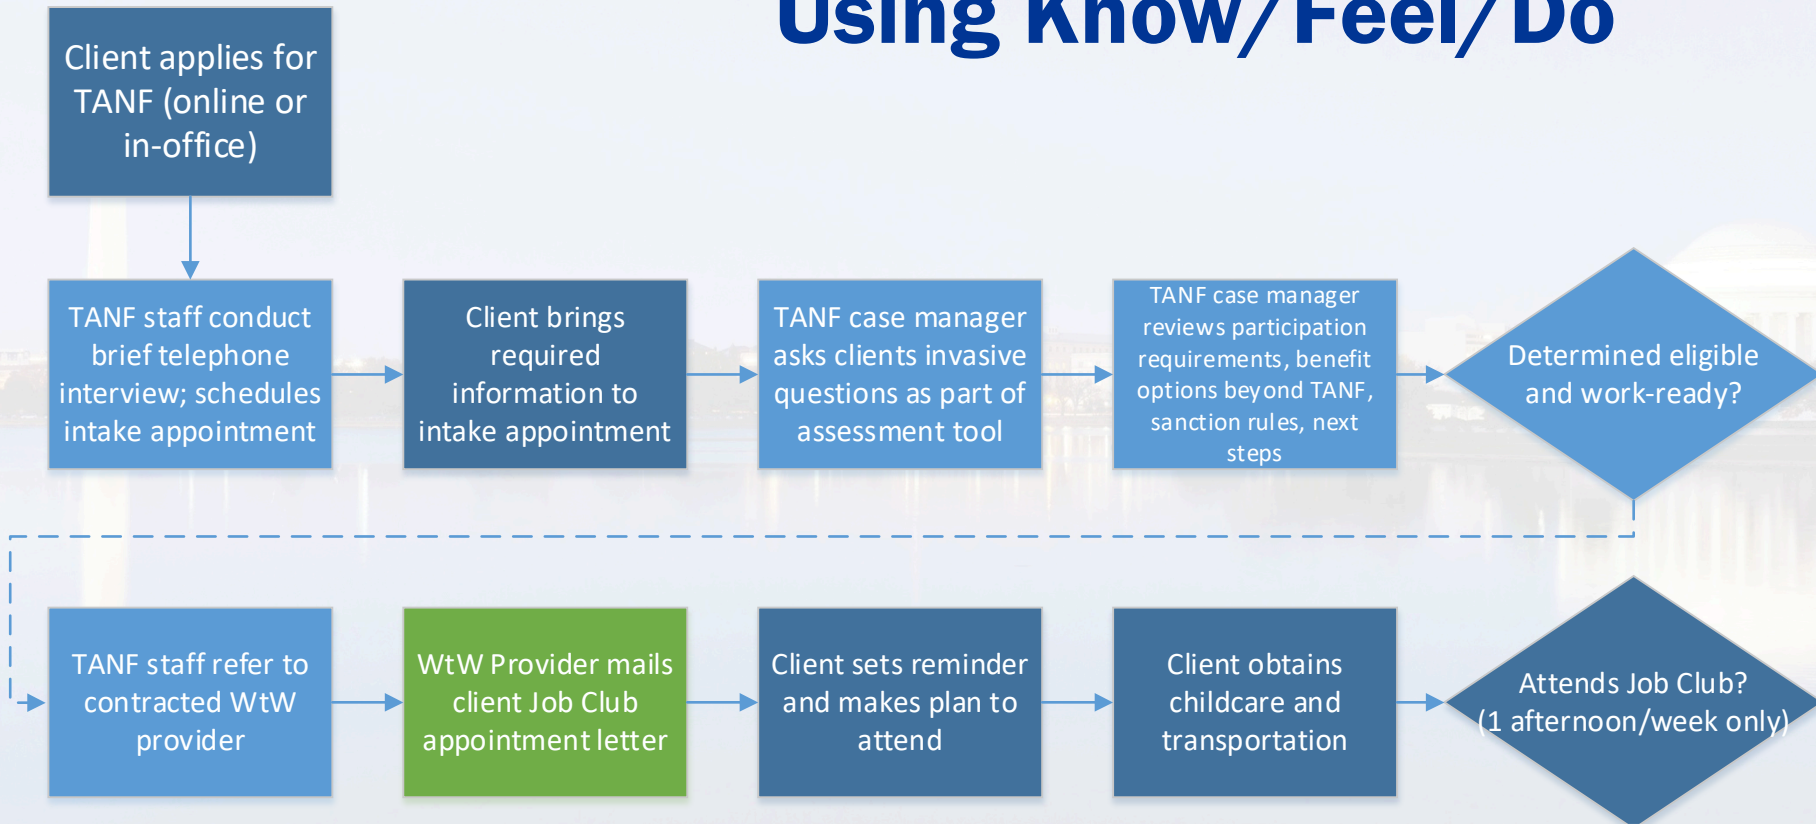 Using Know/Feel/Do
Client applies for
TANF (online or
in-office)
TANF staff conduct
brief telephone
interview; schedules
intake appointment
Client brings
required
information to
intake appointment
TANF case manager
asks clients invasive
questions as part of
assessment tool
TANF case manager
reviews participation
requirements, benefit
options beyond TANF,
sanction rules, next
steps
Determined eligible
and work-ready?
TANF staff refer to
contracted WtW
provider
WtW Provider mails
client Job Club
appointment letter
Client sets reminder
and makes plan to
attend
Client obtains
childcare and
transportation
Attends Job Club?
(1 afternoon/week only)